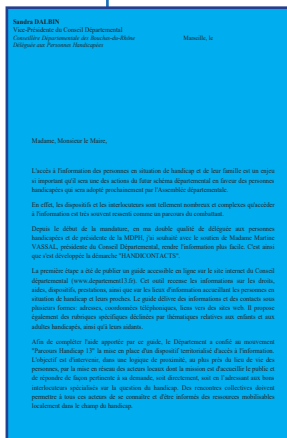 Sandra DALBIN
Vice-Présidente du Conseil Départemental
Conseillère Départementale des Bouches-du-Rhône
Marseille, le
Déléguée aux Personnes Handicapées
Madame, Monsieur le Maire,
L'accès à l'information des personnes en situation de handicap et de leur famille est un enjeu
si important qu'il sera une des actions du futur schéma départemental en faveur des personnes
handicapées qui sera adopté prochainement par l'Assemblée départementale.
En effet, les dispositifs et les interlocuteurs sont tellement nombreux et complexes qu'accéder
à l'information est très souvent ressenti comme un parcours du combattant.
Depuis le début de la mandature, en ma double qualité de déléguée aux personnes
handicapées et de présidente de la MDPH, j'ai souhaité avec le soutien de Madame Martine
VASSAL, présidente du Conseil Départemental, rendre l'information plus facile. C'est ainsi
que s'est développée la démarche "HANDICONTACTS".
La première étape a été de publier un guide accessible en ligne sur le site internet du Conseil
départemental (www.departement13.fr). Cet outil recense les informations sur les droits,
aides, dispositifs, prestations, ainsi que sur les lieux d'information accueillant les personnes en
situation de handicap et leurs proches. Le guide délivre des informations et des contacts sous
plusieurs formes: adresses, coordonnées téléphoniques, liens vers des sites web. Il propose
également des rubriques spécifiques déclinées par thématiques relatives aux enfants et aux
adultes handicapés, ainsi qu'à leurs aidants.
Afin de compléter l'aide apportée par ce guide, le Département a confié au mouvement
"Parcours Handicap 13" la mise en place d'un dispositif territorialisé d'accès à l'information.
L'objectif est d'intervenir, dans une logique de proximité, au plus près du lieu de vie des
personnes, par la mise en réseau des acteurs locaux dont la mission est d'accueillir le public et
de répondre de façon pertinente à sa demande, soit directement, soit en l'adressant aux bons
interlocuteurs spécialisés sur la question du handicap. Des rencontres collectives doivent
permettre à tous ces acteurs de se connaître et d'être informés des ressources mobilisables
localement dans le champ du handicap.